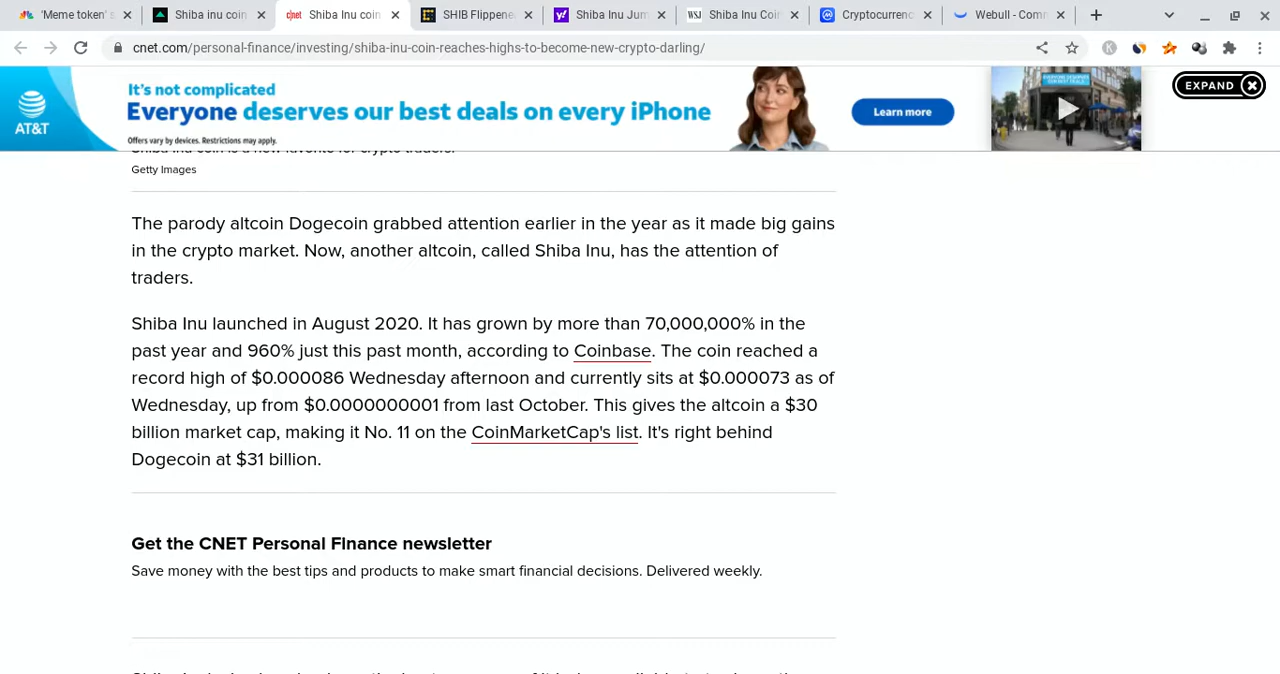 'Meme token' s
Shiba inu coin
cnet
Shiba Inu coin
SHIB Flippene
Shiba Inu Jum
WSJ
Shiba Inu Coin
Cryptocurrenc
Webull - Comm
cnet.com/personal-finance/investing/shiba-inu-coin-reaches-highs-to-become-new-crypto-darling/
K
AT&T
It's not complicated
Everyone deserves our best deals on every iPhone
Offers vary by devices. Restrictions may apply.
Learn more
EXPAND
Shiba Inu coin is a new favorite for crypto traders.
Getty Images
The parody altcoin Dogecoin grabbed attention earlier in the year as it made big gains
in the crypto market. Now, another altcoin, called Shiba Inu, has the attention of
traders.
Shiba Inu launched in August 2020. It has grown by more than 70,000,000% in the
past year and 960% just this past month, according to Coinbase. The coin reached a
record high of $0.000086 Wednesday afternoon and currently sits at $0.000073 as of
Wednesday, up from $0.0000000001 from last October. This gives the altcoin a $30
billion market cap, making it No. 11 on the CoinMarketCap's list. It's right behind
Dogecoin at $31 billion.
Get the CNET Personal Finance newsletter
Save money with the best tips and products to make smart financial decisions. Delivered weekly.